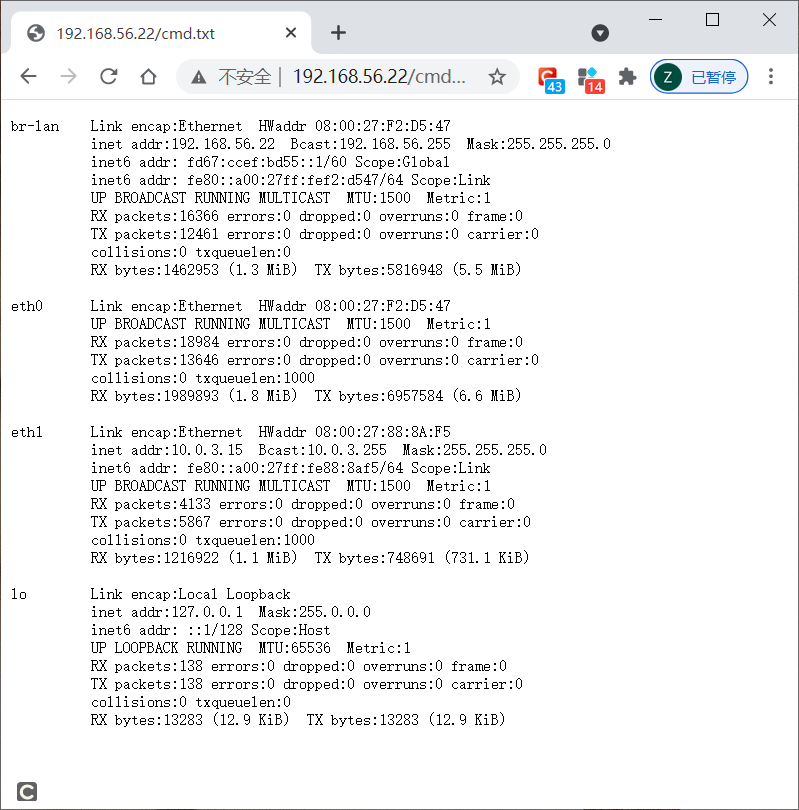 192.168.56.22/cmd.txt
不安全 | 192.168.56.22/cmd...
43
14
Z
已暂停
br-lan Link encap:Ethernet HWaddr 08:00:27:F2:D5:47
inet addr:192.168.56.22 Bcast:192.168.56.255 Mask:255.255.255.0
inet6 addr: fd67:ccef:bd55::1/60 Scope:Global
inet6 addr: fe80::a00:27ff:fef2:d547/64 Scope:Link
UP BROADCAST RUNNING MULTICAST MTU:1500 Metric:1
RX packets:16366 errors:0 dropped:0 overruns:0 frame:0
TX packets:12461 errors:0 dropped:0 overruns:0 carrier:0
collisions:0 txqueuelen:0
RX bytes:1462953 (1.3 MiB) TX bytes:5816948 (5.5 MiB)
eth0 Link encap:Ethernet HWaddr 08:00:27:F2:D5:47
UP BROADCAST RUNNING MULTICAST MTU:1500 Metric:1
RX packets:18984 errors:0 dropped:0 overruns:0 frame:0
TX packets:13646 errors:0 dropped:0 overruns:0 carrier:0
collisions:0 txqueuelen:1000
RX bytes:1989893 (1.8 MiB) TX bytes:6957584 (6.6 MiB)
eth1 Link encap:Ethernet HWaddr 08:00:27:88:8A:F5
inet addr:10.0.3.15 Bcast:10.0.3.255 Mask:255.255.255.0
inet6 addr: fe80::a00:27ff:fe88:8af5/64 Scope:Link
UP BROADCAST RUNNING MULTICAST MTU:1500 Metric:1
RX packets:4133 errors:0 dropped:0 overruns:0 frame:0
TX packets:5867 errors:0 dropped:0 overruns:0 carrier:0
collisions:0 txqueuelen:1000
RX bytes:1216922 (1.1 MiB) TX bytes:748691 (731.1 KiB)
lo Link encap:Local Loopback
inet addr:127.0.0.1 Mask:255.0.0.0
inet6 addr: ::1/128 Scope:Host
UP LOOPBACK RUNNING MTU:65536 Metric:1
RX packets:138 errors:0 dropped:0 overruns:0 frame:0
TX packets:138 errors:0 dropped:0 overruns:0 carrier:0
collisions:0 txqueuelen:0
RX bytes:13283 (12.9 KiB) TX bytes:13283 (12.9 KiB)
C